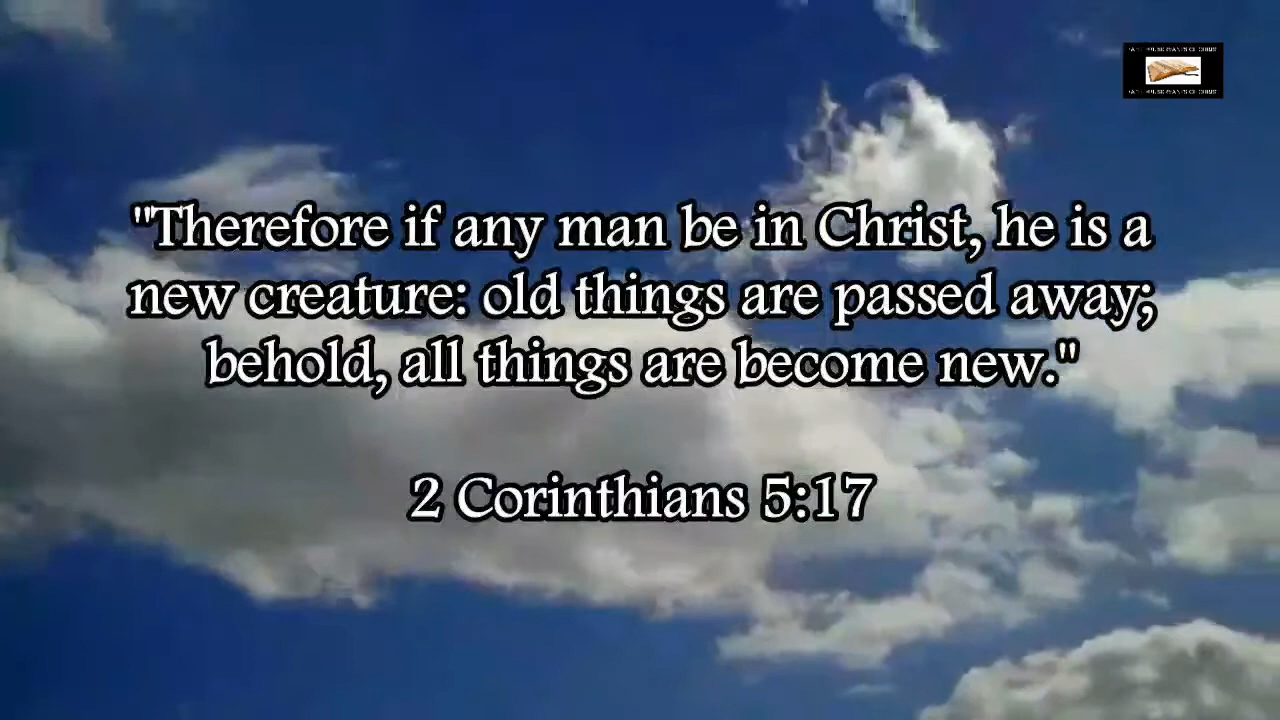 "Therefore if any man be in Christ, he is a
new creature: old things are passed away;
behold, all things are become new."
2 Corinthians 5:17